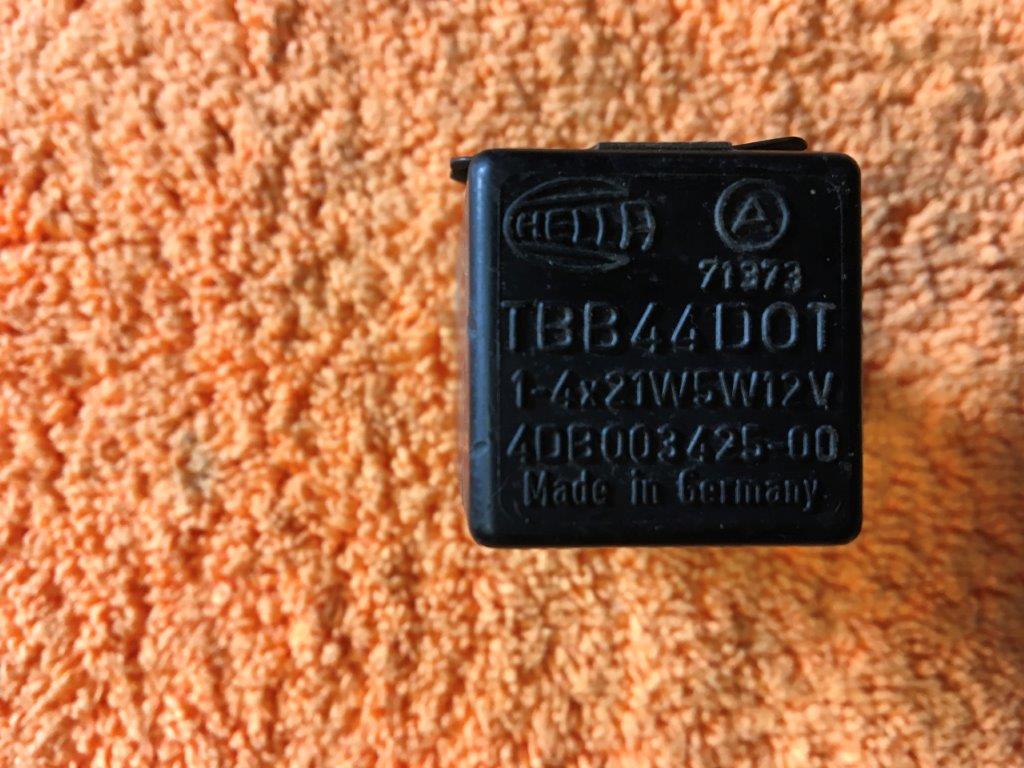 HELLA A
71373
TBB44DOT
1-4x21W5W12V
4DB003425-00
Made in Germany